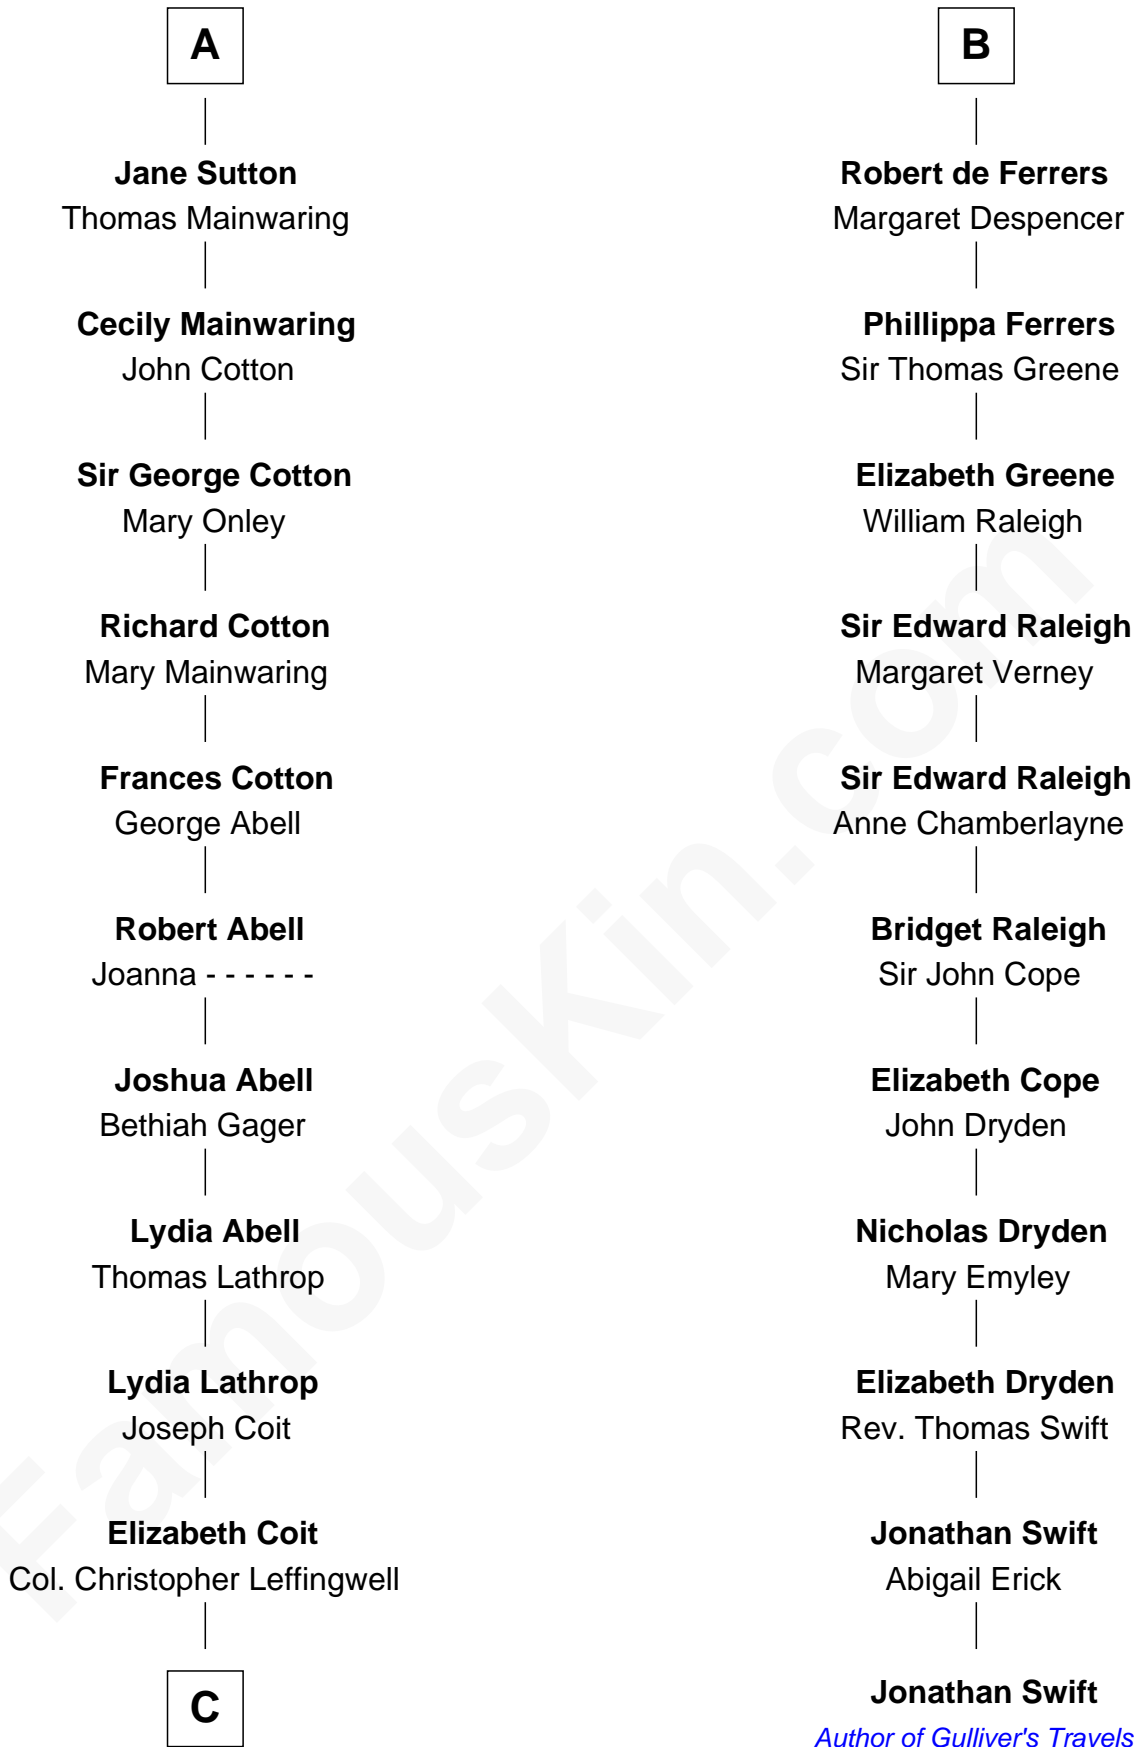 A
Jane Sutton
Thomas Mainwaring
Cecily Mainwaring
John Cotton
Sir George Cotton
Mary Onley
Richard Cotton
Mary Mainwaring
Frances Cotton
George Abell
Robert Abell
Joanna - - - - - -
Joshua Abell
Bethiah Gager
Lydia Abell
Thomas Lathrop
Lydia Lathrop
Joseph Coit
Elizabeth Coit
Col. Christopher Leffingwell
C
B
Robert de Ferrers
Margaret Despencer
Phillippa Ferrers
Sir Thomas Greene
Elizabeth Greene
William Raleigh
Sir Edward Raleigh
Margaret Verney
Sir Edward Raleigh
Anne Chamberlayne
Bridget Raleigh
Sir John Cope
Elizabeth Cope
John Dryden
Nicholas Dryden
Mary Emyley
Elizabeth Dryden
Rev. Thomas Swift
Jonathan Swift
Abigail Erick
Jonathan Swift
Author of Gulliver's Travels
FamousKin.com